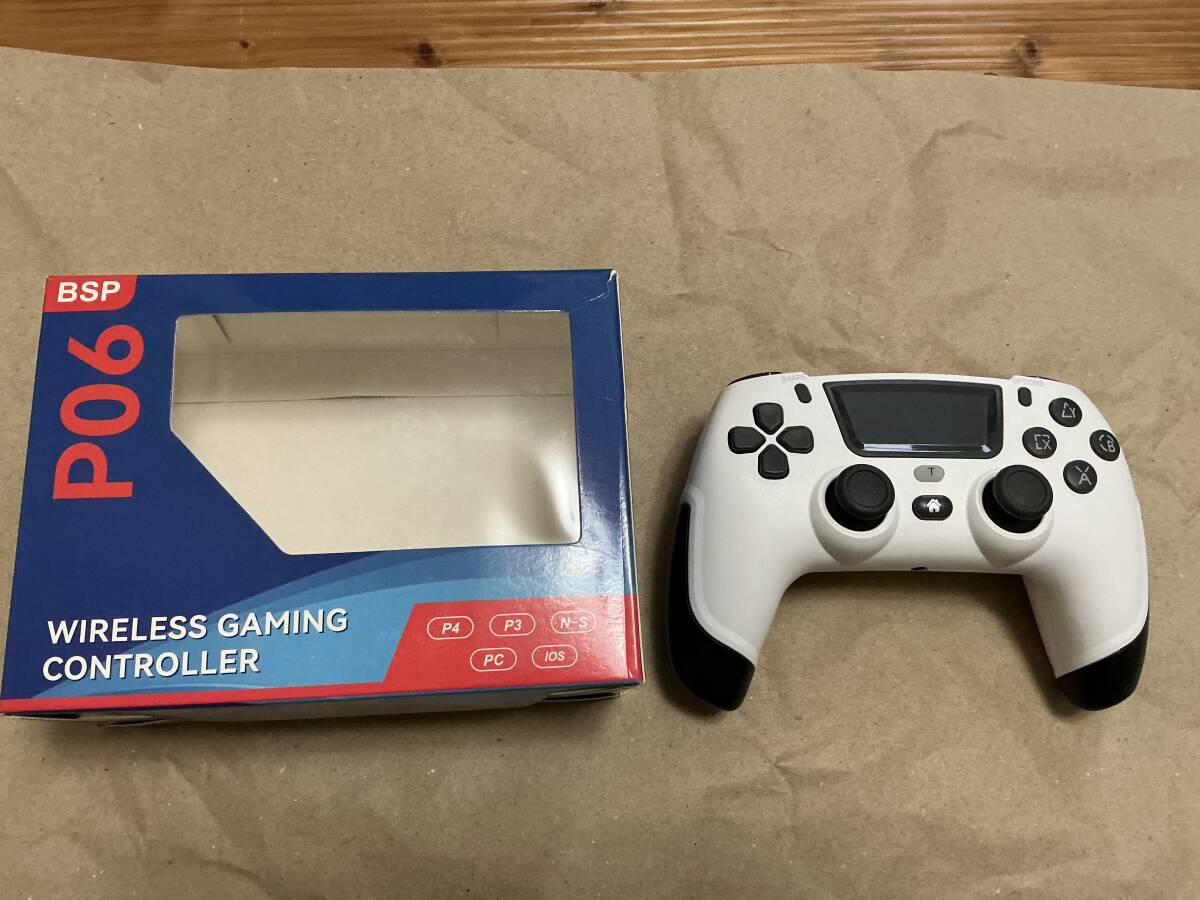 BSP
P06
WIRELESS GAMING
CONTROLLER
P4 P3 N-S
PC IOS
SHARE OPTIONS
Y
X B
A
T